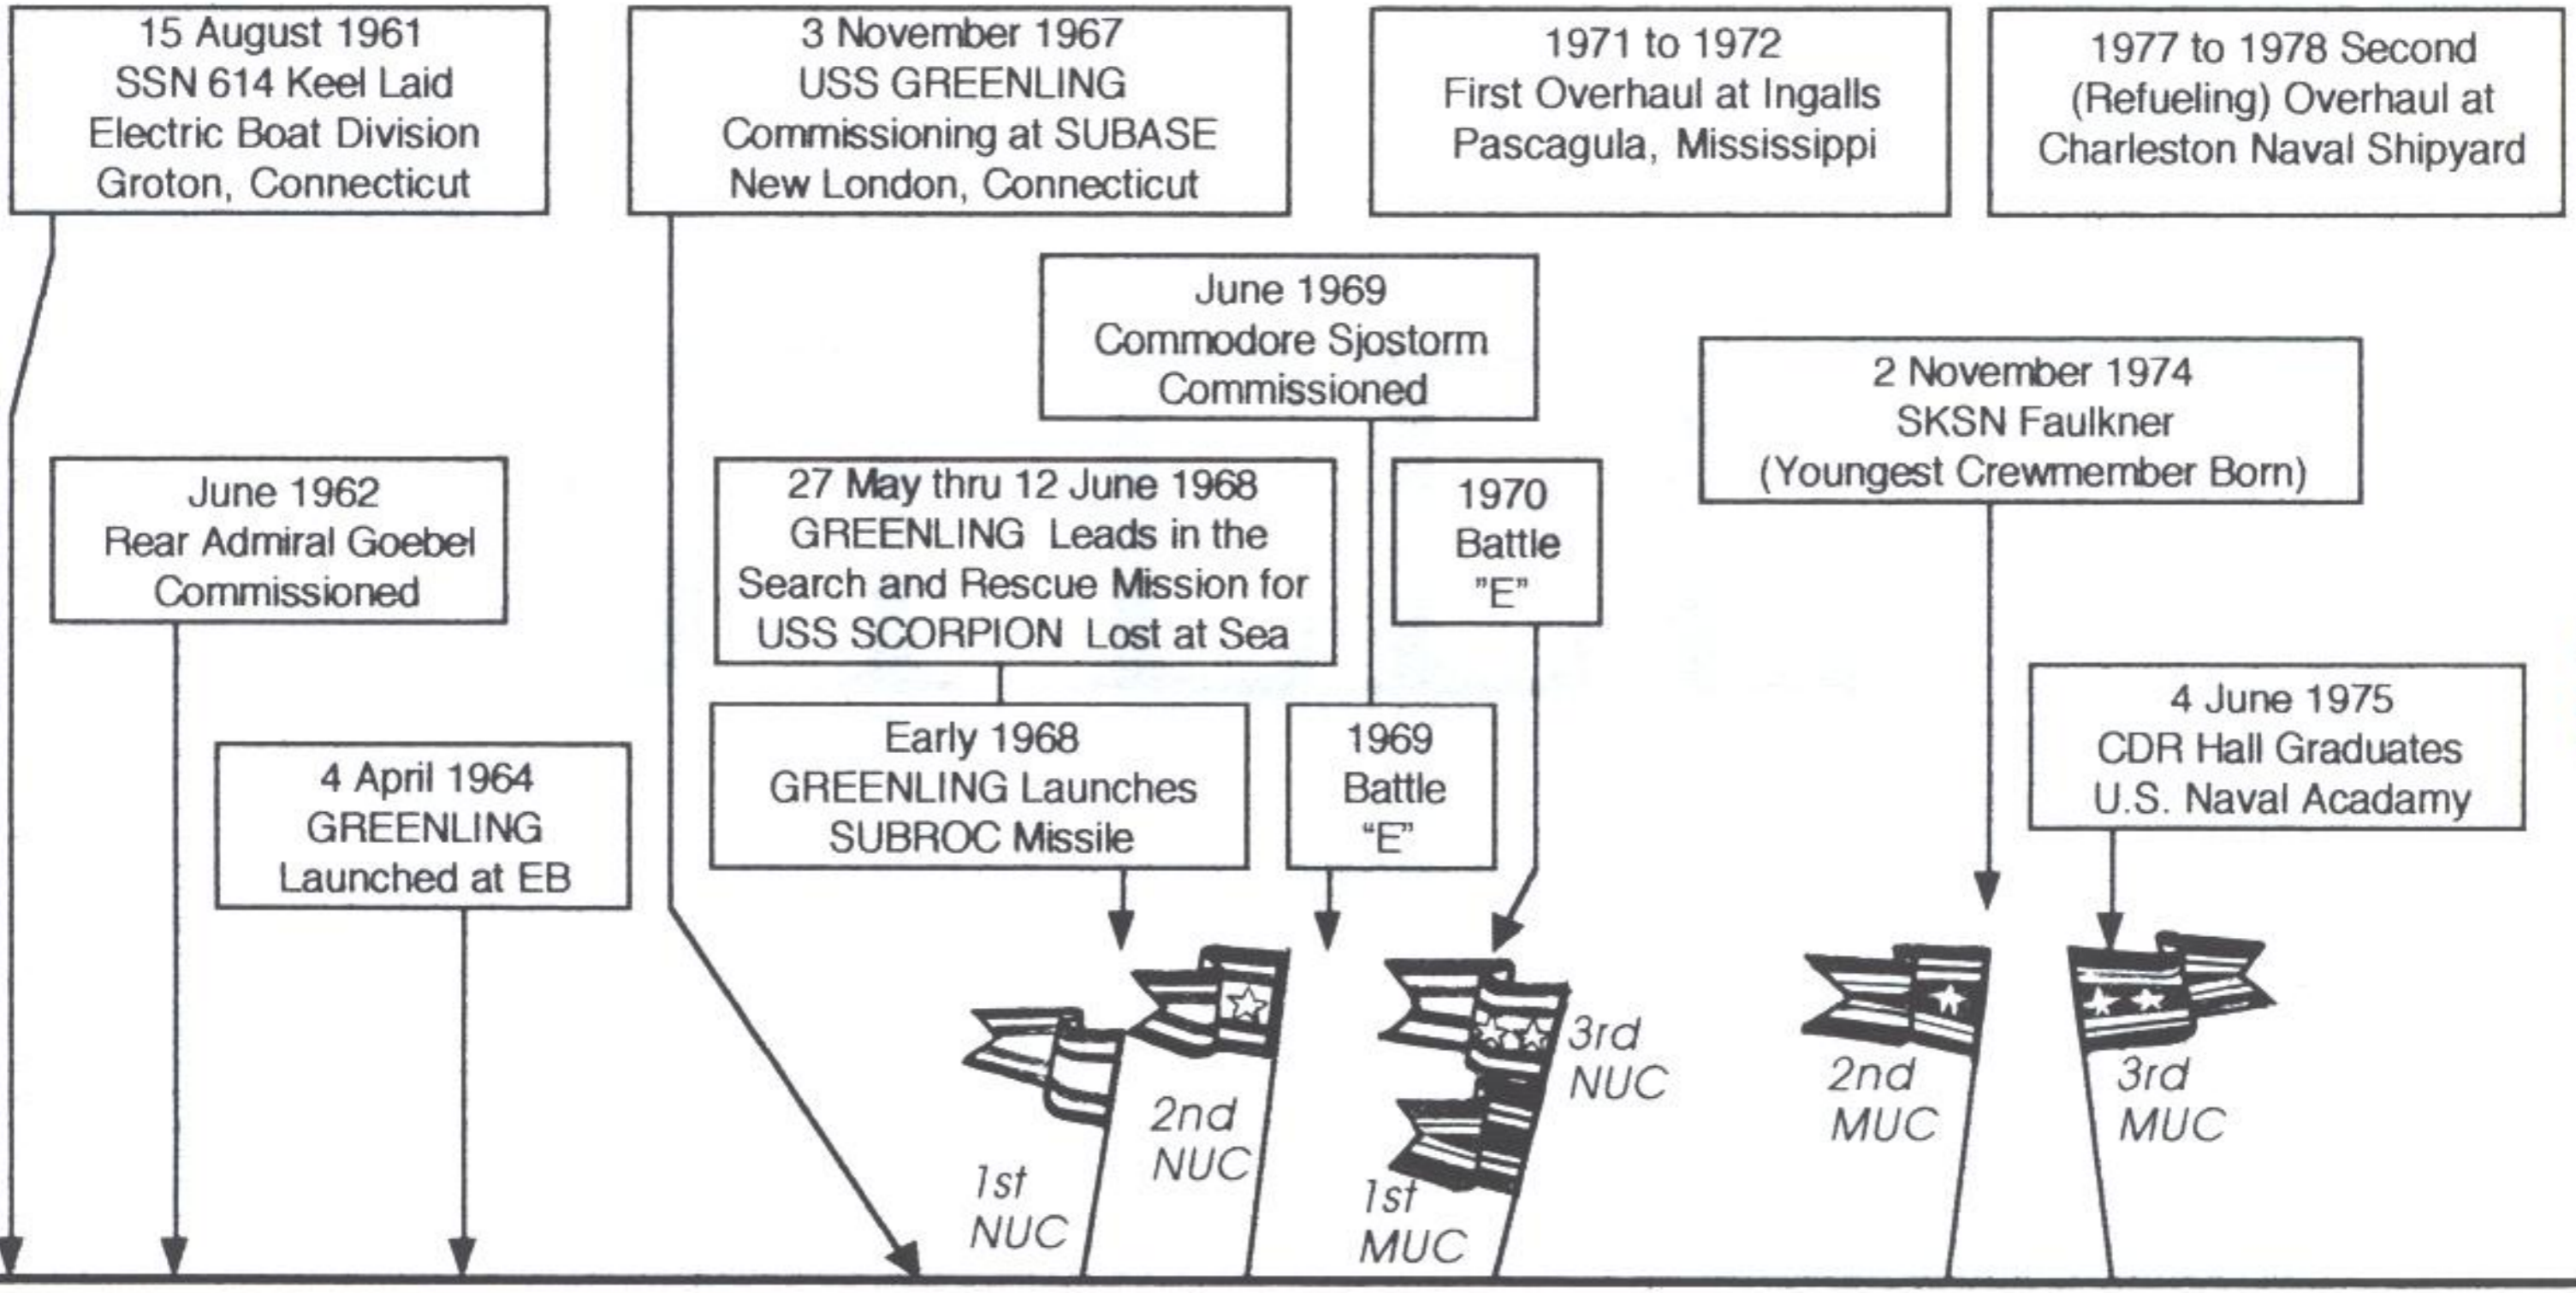 15 August 1961
SSN 614 Keel Laid
Electric Boat Division
Groton, Connecticut
3 November 1967
USS GREENLING
Commissioning at SUBASE
New London, Connecticut
1971 to 1972
First Overhaul at Ingalls
Pascagula, Mississippi
1977 to 1978 Second
(Refueling) Overhaul at
Charleston Naval Shipyard
June 1969
Commodore Sjostorm
Commissioned
2 November 1974
SKSN Faulkner
(Youngest Crewmember Born)
June 1962
Rear Admiral Goebel
Commissioned
27 May thru 12 June 1968
GREENLING Leads in the
Search and Rescue Mission for
USS SCORPION Lost at Sea
1970
Battle
"E"
4 April 1964
GREENLING
Launched at EB
Early 1968
GREENLING Launches
SUBROC Missile
1969
Battle
"E"
4 June 1975
CDR Hall Graduates
U.S. Naval Acadamy
1st
NUC
2nd
NUC
3rd
NUC
1st
MUC
2nd
MUC
3rd
MUC